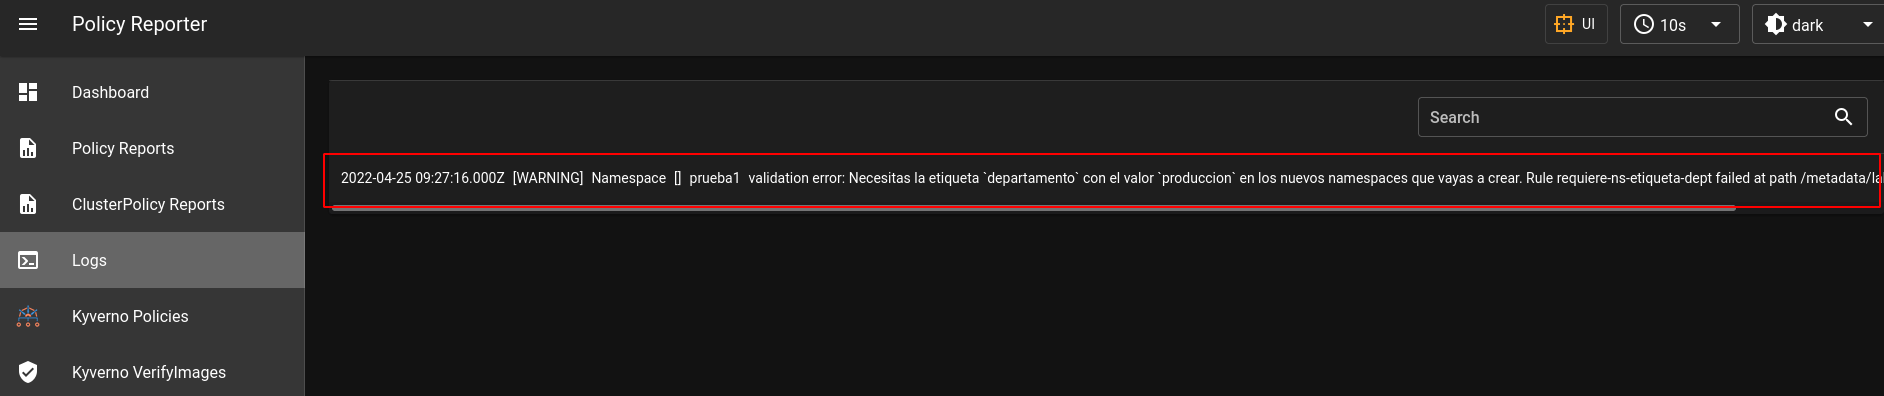 Policy Reporter
UI
10s
dark
Dashboard
Policy Reports
ClusterPolicy Reports
Logs
Kyverno Policies
Kyverno VerifyImages
Search
2022-04-25 09:27:16.000Z [WARNING] Namespace [] prueba1 validation error: Necesitas la etiqueta `departamento` con el valor `produccion` en los nuevos namespaces que vayas a crear. Rule requiere-ns-etiqueta-dept failed at path /metadata/la